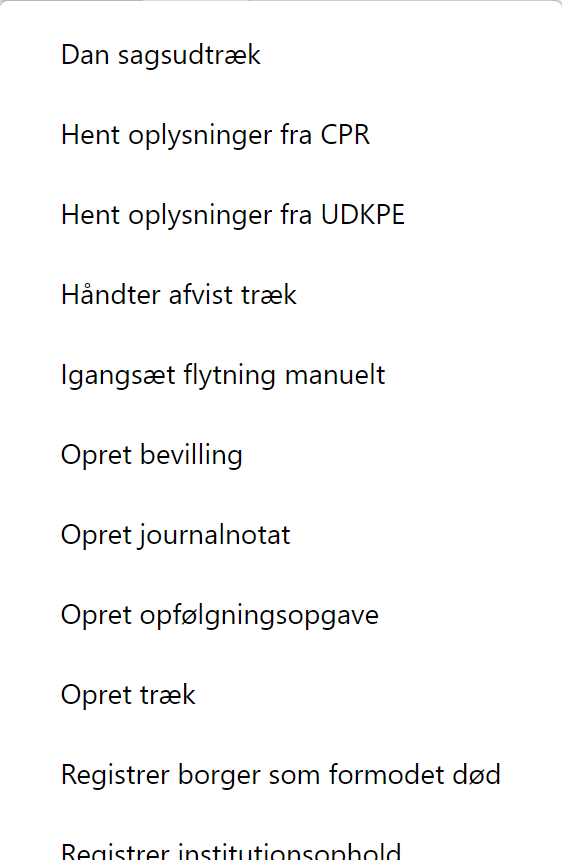 Dan sagsudtræk
Hent oplysninger fra CPR
Hent oplysninger fra UDKPE
Håndter afvist træk
Igangsæt flytning manuelt
Opret bevilling
Opret journalnotat
Opret opfølgningsopgave
Opret træk
Registrer borger som formodet død
Registrer institutionsophold